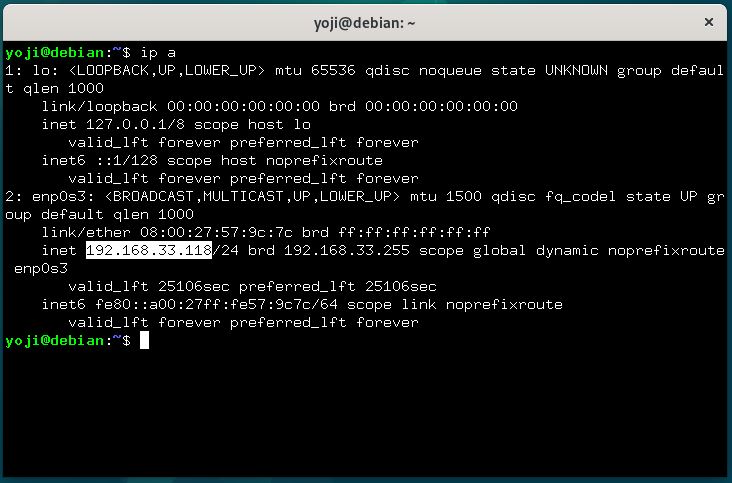 yoji@debian: ~
×
yoji@debian:~$ ip a
1: lo: <LOOPBACK,UP,LOWER_UP> mtu 65536 qdisc noqueue state UNKNOWN group defaul
t qlen 1000
    link/loopback 00:00:00:00:00:00 brd 00:00:00:00:00:00
    inet 127.0.0.1/8 scope host lo
       valid_lft forever preferred_lft forever
    inet6 ::1/128 scope host noprefixroute
       valid_lft forever preferred_lft forever
2: enp0s3: <BROADCAST,MULTICAST,UP,LOWER_UP> mtu 1500 qdisc fq_codel state UP gr
oup default qlen 1000
    link/ether 08:00:27:57:9c:7c brd ff:ff:ff:ff:ff:ff
    inet 192.168.33.118/24 brd 192.168.33.255 scope global dynamic noprefixroute
 enp0s3
       valid_lft 25106sec preferred_lft 25106sec
    inet6 fe80::a00:27ff:fe57:9c7c/64 scope link noprefixroute
       valid_lft forever preferred_lft forever
yoji@debian:~$